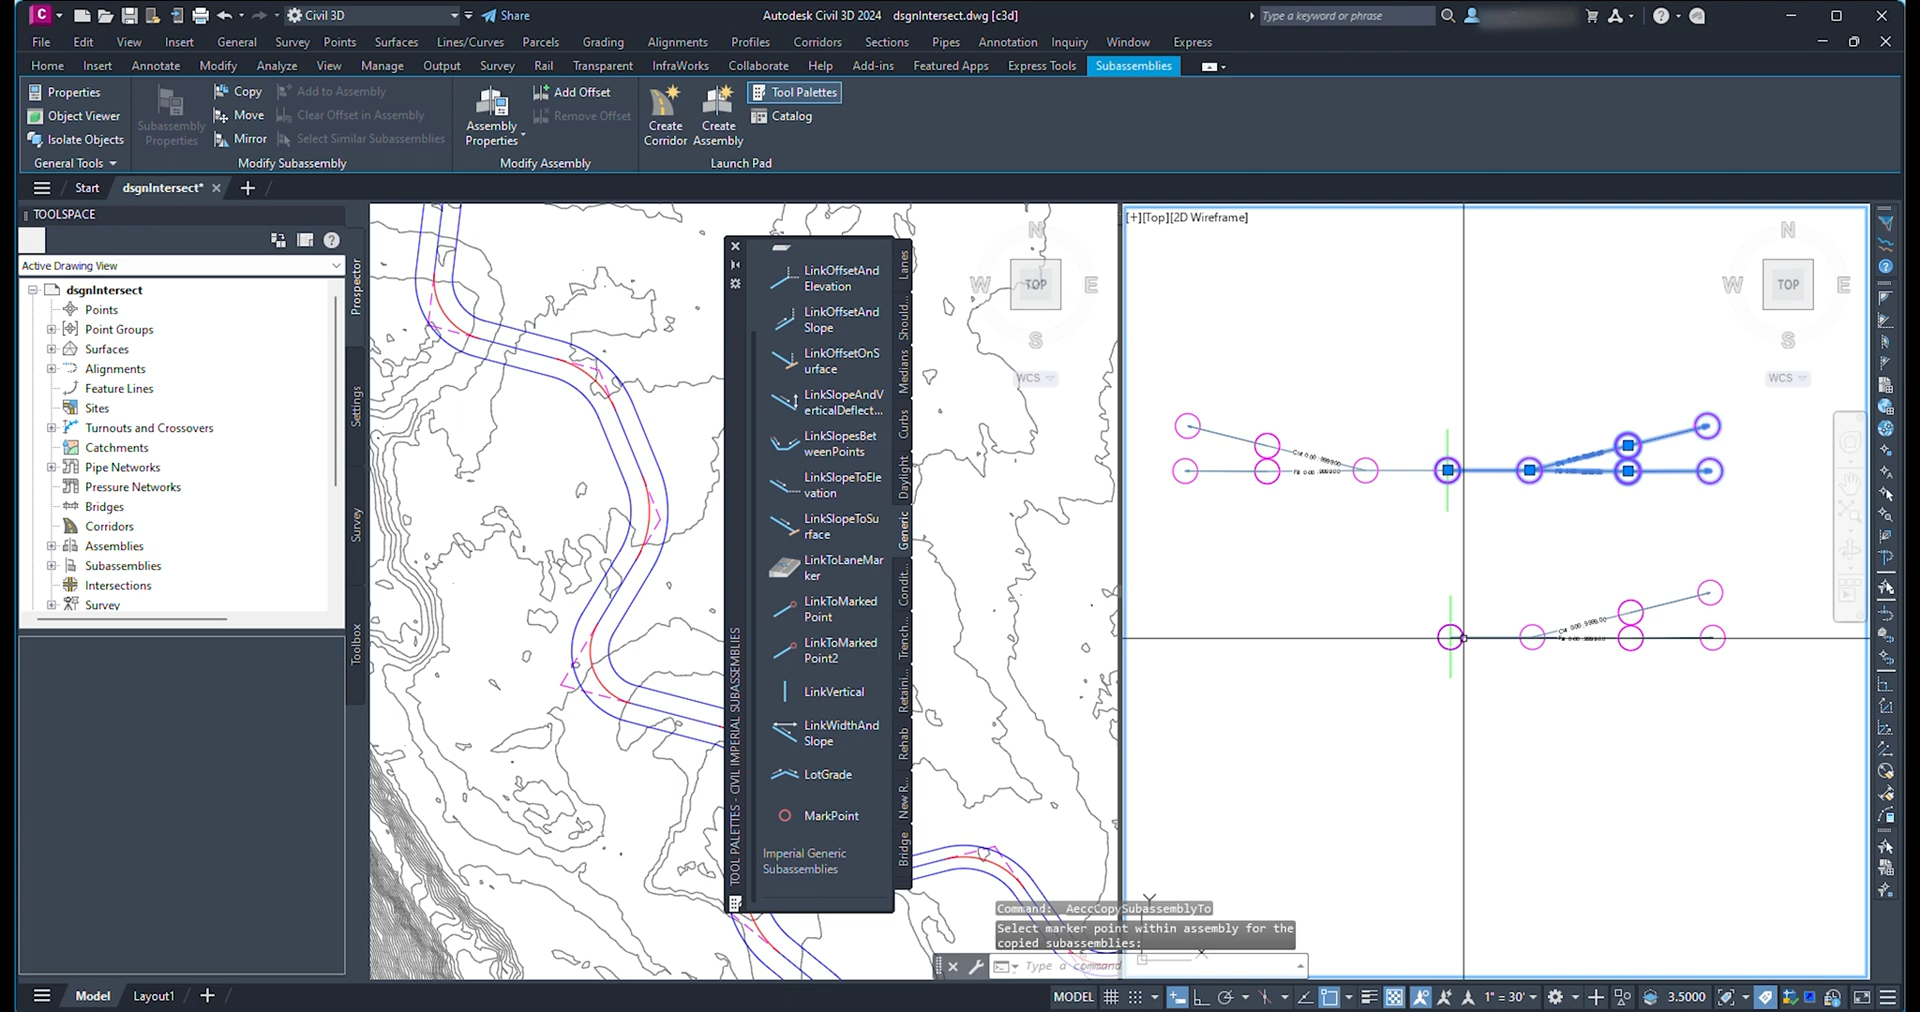 C
Civil 3D
Share
Autodesk Civil 3D 2024 dsgnIntersect.dwg [c3d]
Type a keyword or phrase
File Edit View Insert General Survey Points Surfaces Lines/Curves Parcels Grading Alignments Profiles Corridors Sections Pipes Annotation Inquiry Window Express
Home Insert Annotate Modify Analyze View Manage Output Survey Rail Transparent InfraWorks Collaborate Help Add-ins Featured Apps Express Tools Subassemblies
Properties
Object Viewer
Isolate Objects
General Tools
Subassembly
Properties
Copy
Move
Mirror
Add to Assembly
Clear Offset in Assembly
Select Similar Subassemblies
Modify Subassembly
Assembly
Properties
Add Offset
Remove Offset
Modify Assembly
Create
Corridor
Create
Assembly
Tool Palettes
Catalog
Launch Pad
Start
dsgnIntersect*
TOOLSPACE
Active Drawing View
dsgnIntersect
Points
Point Groups
Surfaces
Alignments
Feature Lines
Sites
Turnouts and Crossovers
Catchments
Pipe Networks
Pressure Networks
Bridges
Corridors
Assemblies
Subassemblies
Intersections
Survey
Prospector
Settings
Survey
Toolbox
TOOL PALETTES - CIVIL IMPERIAL SUBASSEMBLIES
LinkOffsetAnd
Elevation
LinkOffsetAnd
Slope
LinkOffsetOnS
urface
LinkSlopeAndV
erticalDeflect...
LinkSlopesBet
weenPoints
LinkSlopeToEle
vation
LinkSlopeToSu
rface
LinkToLaneMar
ker
LinkToMarked
Point
LinkToMarked
Point2
LinkVertical
LinkWidthAnd
Slope
LotGrade
MarkPoint
Imperial Generic
Subassemblies
Lanes
Should...
Medians
Curbs
Daylight
Generic
Condit...
Trench...
Retaini...
Rehab
New R...
Bridge
N
W TOP E
S
WCS
[+][Top][2D Wireframe]
N
W TOP E
S
WCS
Y
X
Command: _AeccCopySubassemblyTo
Select marker point within assembly for the
copied subassemblies:
Type a command
Model
Layout1
MODEL
1" = 30'
3.5000